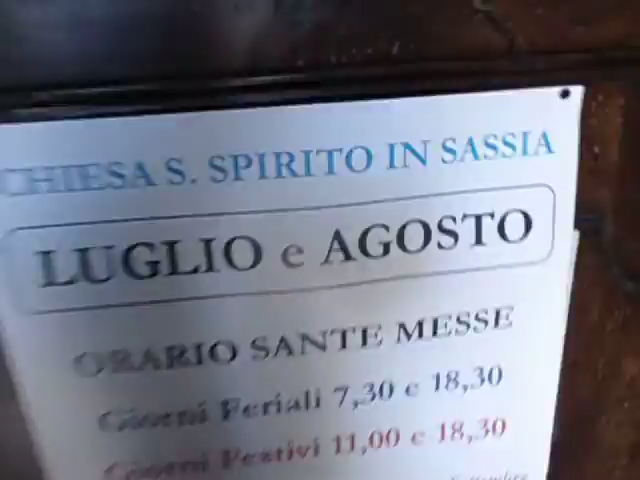 CHIESA S. SPIRITO IN SASSIA
LUGLIO e AGOSTO
ORARIO SANTE MESSE
Giorni Feriali 7,30 e 18,30
Giorni Festivi 11,00 e 18,30